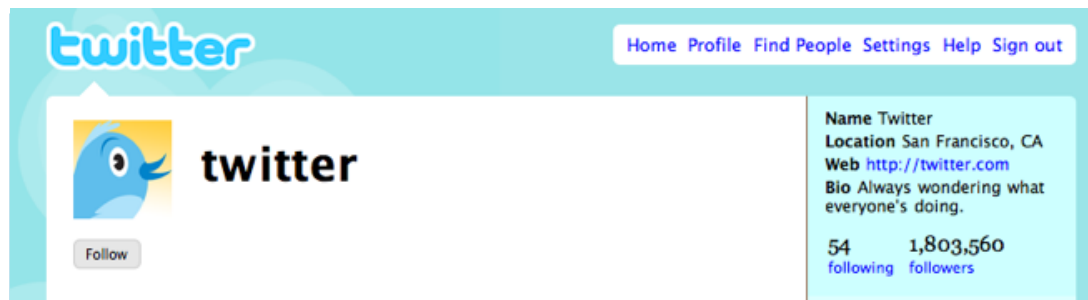 twitter
Home Profile Find People Settings Help Sign out
twitter
Follow
Name Twitter
Location San Francisco, CA
Web http://twitter.com
Bio Always wondering what
everyone's doing.
54 1,803,560
following followers